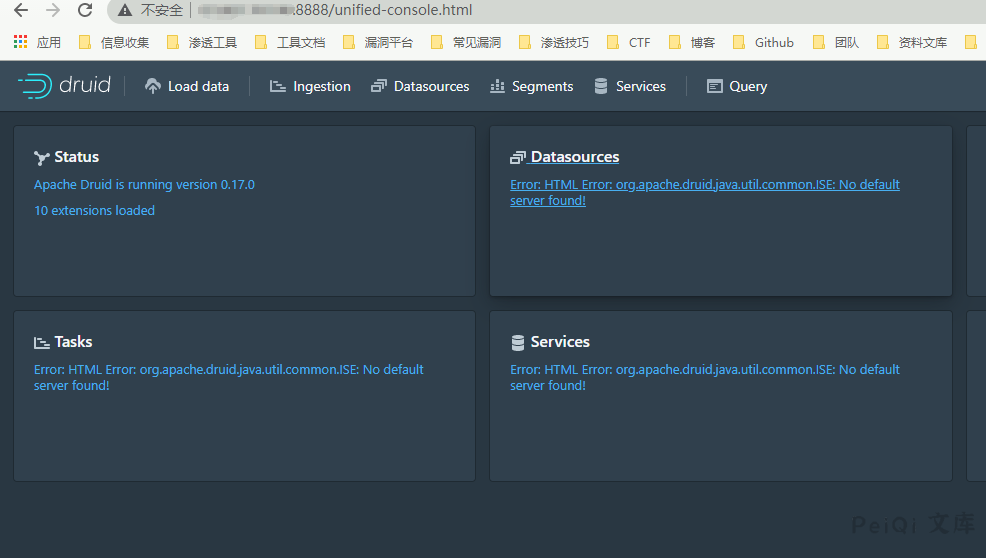 不安全 :8888/unified-console.html
应用 信息收集 渗透工具 工具文档 漏洞平台 常见漏洞 渗透技巧 CTF 博客 Github 团队 资料文库
druid Load data Ingestion Datasources Segments Services Query
Status
Apache Druid is running version 0.17.0
10 extensions loaded
Datasources
Error: HTML Error: org.apache.druid.java.util.common.ISE: No default
server found!
Tasks
Error: HTML Error: org.apache.druid.java.util.common.ISE: No default
server found!
Services
Error: HTML Error: org.apache.druid.java.util.common.ISE: No default
server found!
PeiQi 文库